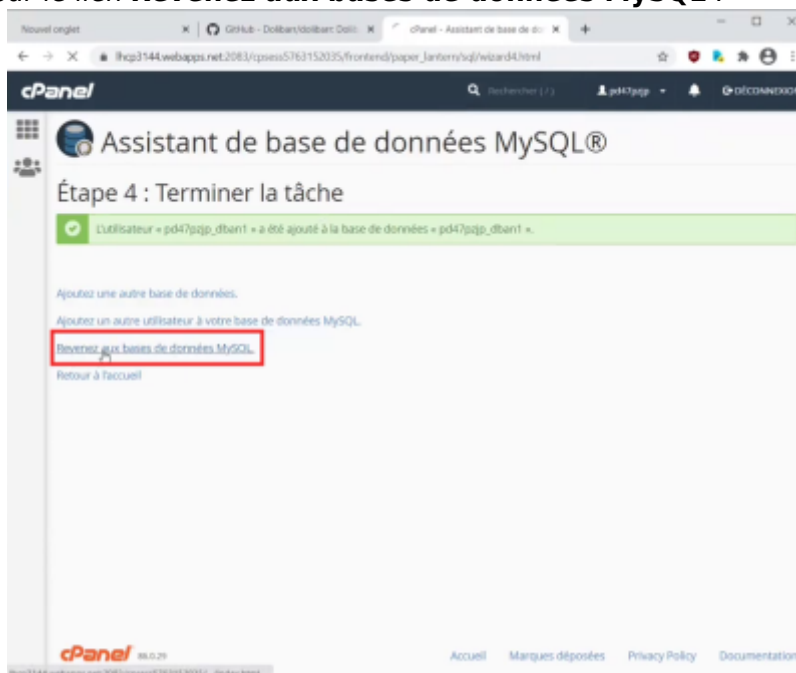 sur le lien Revenez aux bases de données MySQL :
Nouvel onglet
GitHub - Dolibarr/dolibarr: Doli
cPanel - Assistant de base de do
lhcp3144.webapps.net:2083/cpsess5763152035/frontend/paper_lantern/sql/wizard4.html
cPanel
Rechercher ( / )
pd47pzjp
DÉCONNEXION
Assistant de base de données MySQL®
Étape 4 : Terminer la tâche
L'utilisateur « pd47pzjp_dban1 » a été ajouté à la base de données « pd47pzjp_dban1 ».
Ajoutez une autre base de données.
Ajoutez un autre utilisateur à votre base de données MySQL.
Revenez aux bases de données MySQL.
Retour à l'accueil
cPanel 88.0.29
Accueil Marques déposées Privacy Policy Documentation